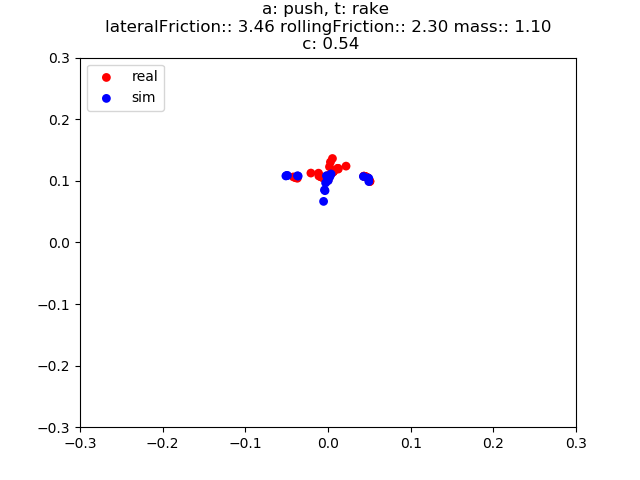 a: push, t: rake
lateralFriction:: 3.46 rollingFriction:: 2.30 mass:: 1.10
c: 0.54
real
sim
0.3
0.2
0.1
0.0
−0.1
−0.2
−0.3
−0.3 −0.2 −0.1 0.0 0.1 0.2 0.3